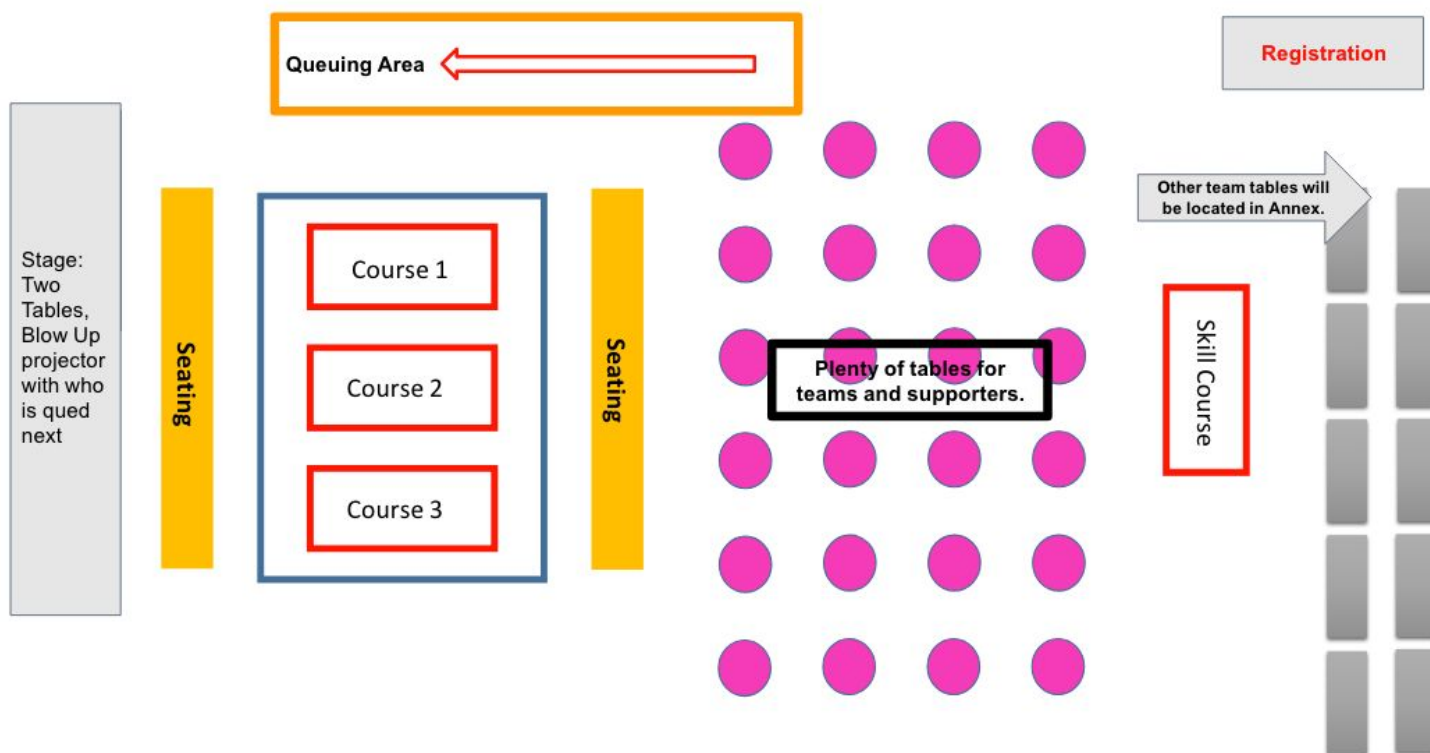 Queuing Area
Registration
Other team tables will
be located in Annex.
Stage:
Two
Tables,
Blow Up
projector
with who
is qued
next
Seating
Course 1
Course 2
Course 3
Seating
Plenty of tables for
teams and supporters.
Skill Course